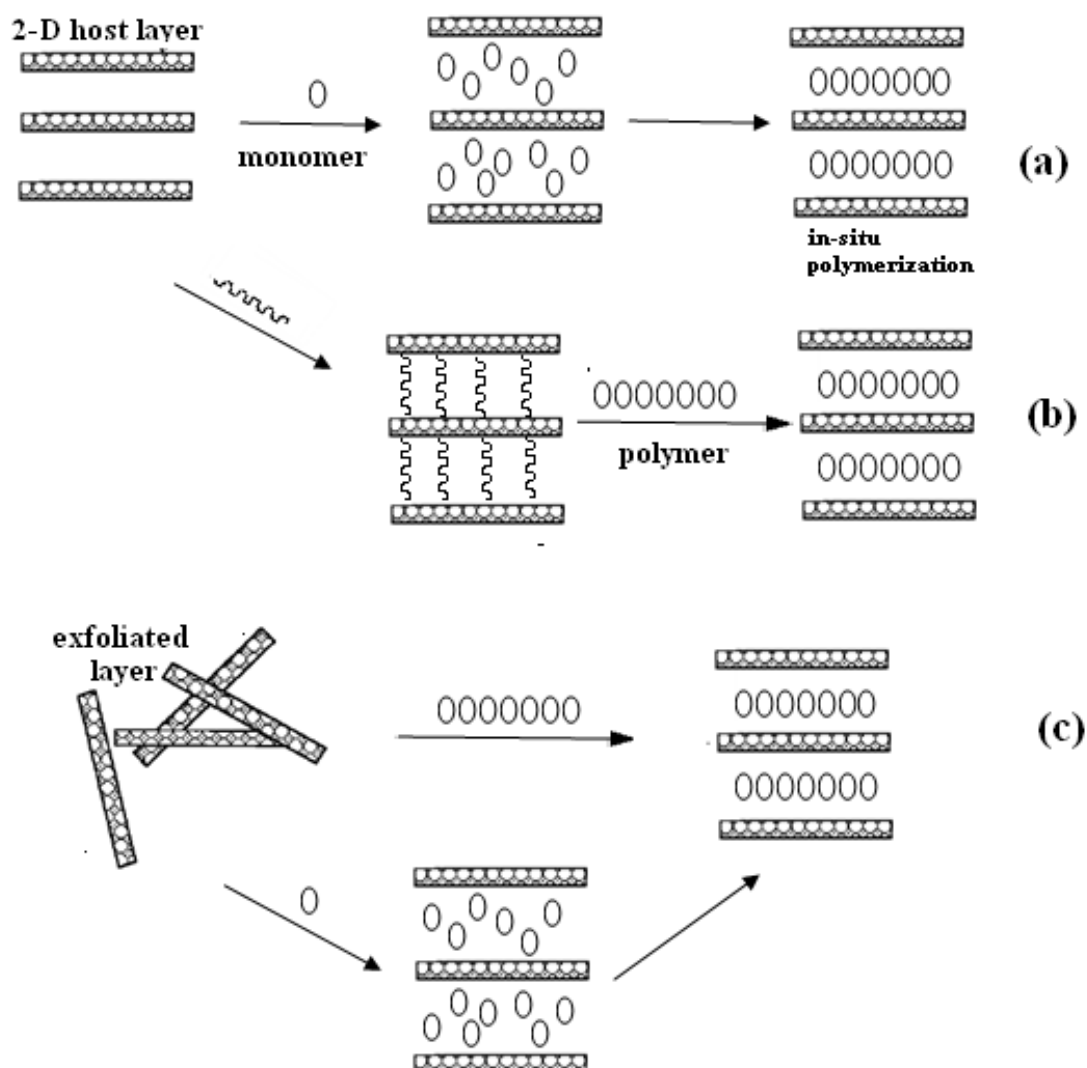 2-D host layer
monomer
(a)
in-situ
polymerization
polymer
(b)
exfoliated
layer
(c)